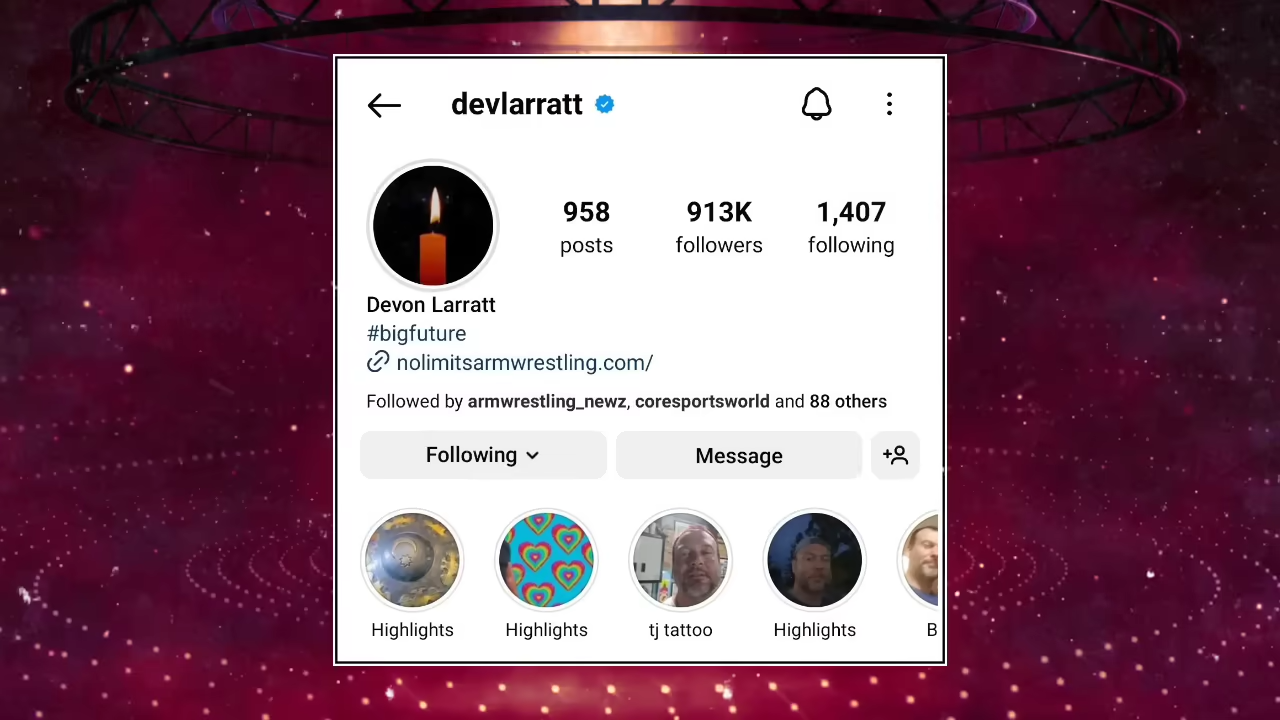 devlarratt
958 913K 1,407
posts followers following
Devon Larratt
#bigfuture
nolimitsarmwrestling.com/
Followed by armwrestling_newz, coresportsworld and 88 others
Following Message
Highlights Highlights tj tattoo Highlights B